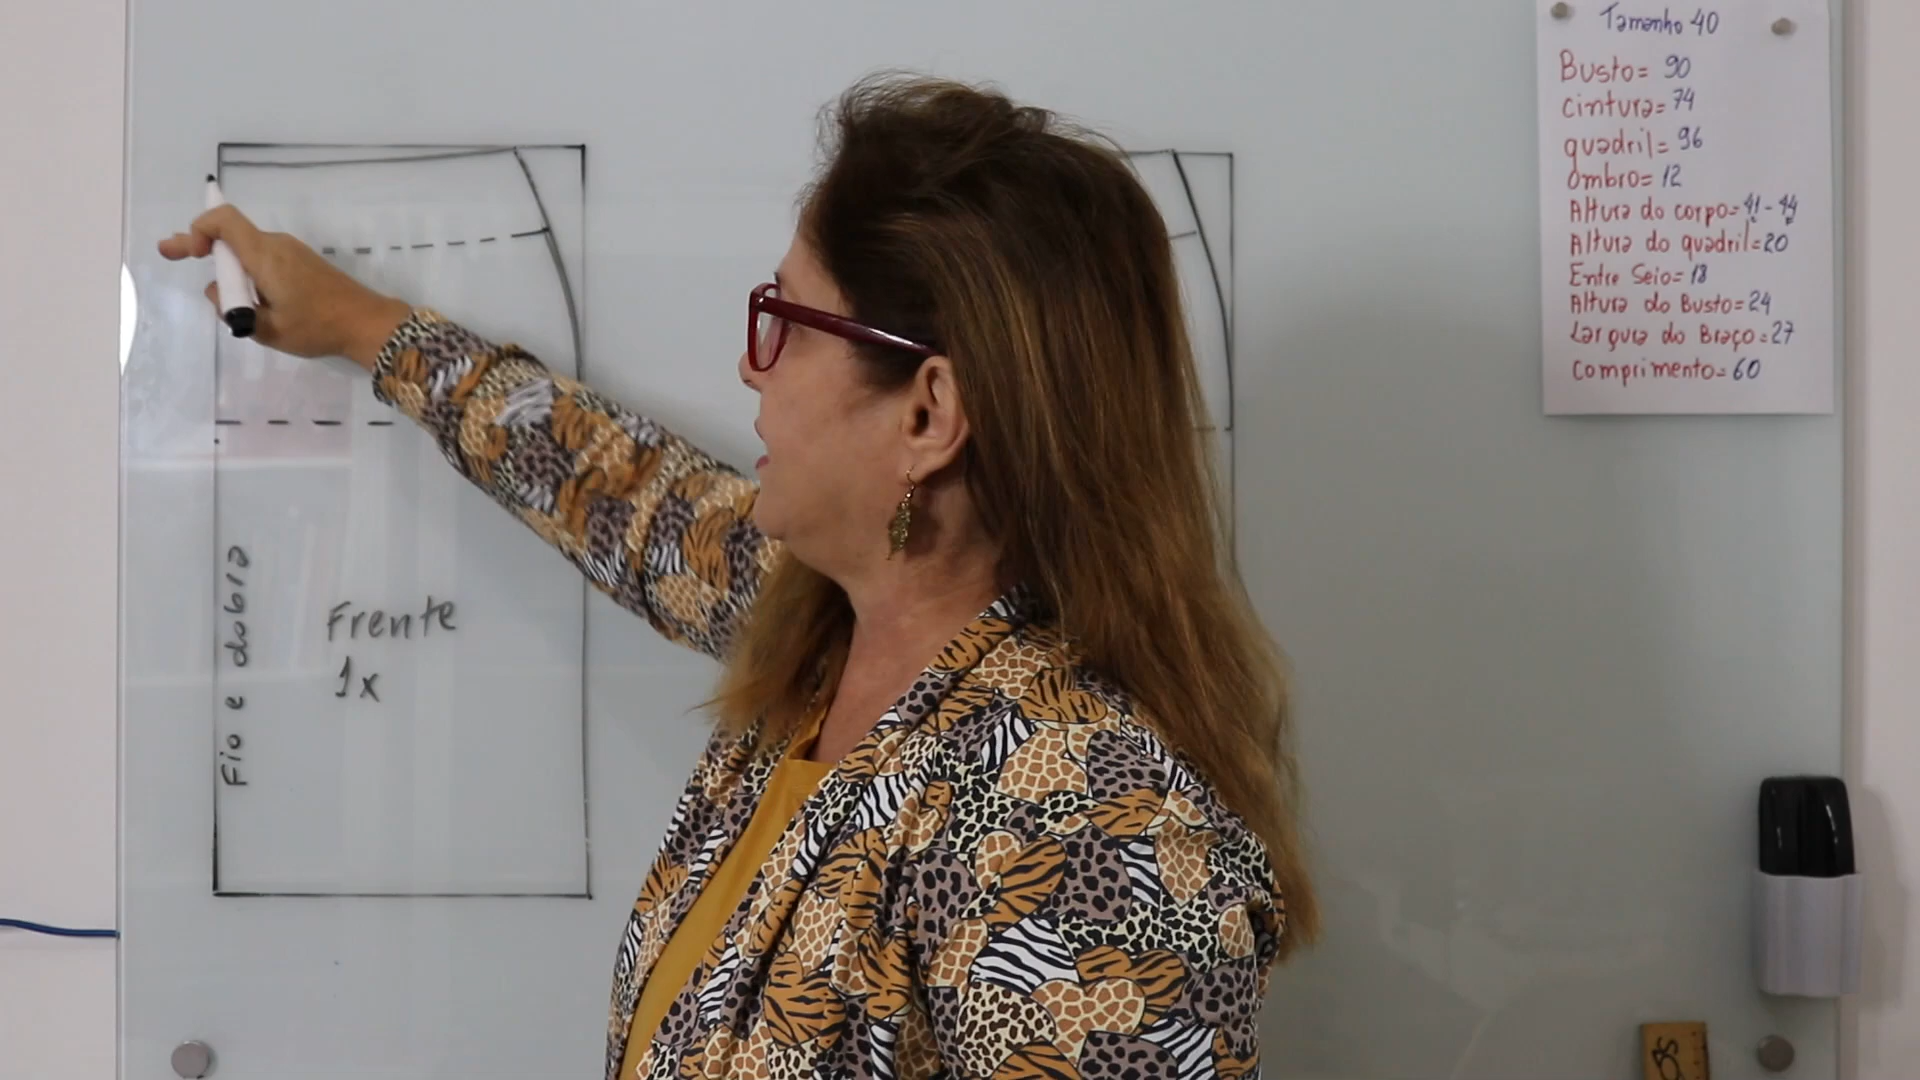 Tamanho 40
Busto= 90
cintura= 74
quadril= 96
Ombro= 12
Altura do corpo= 41-44
Altura do quadril=20
Entre Seio= 18
Altura do Busto=24
Largura do Braço=27
comprimento= 60
Fio e dobra
Frente
1x